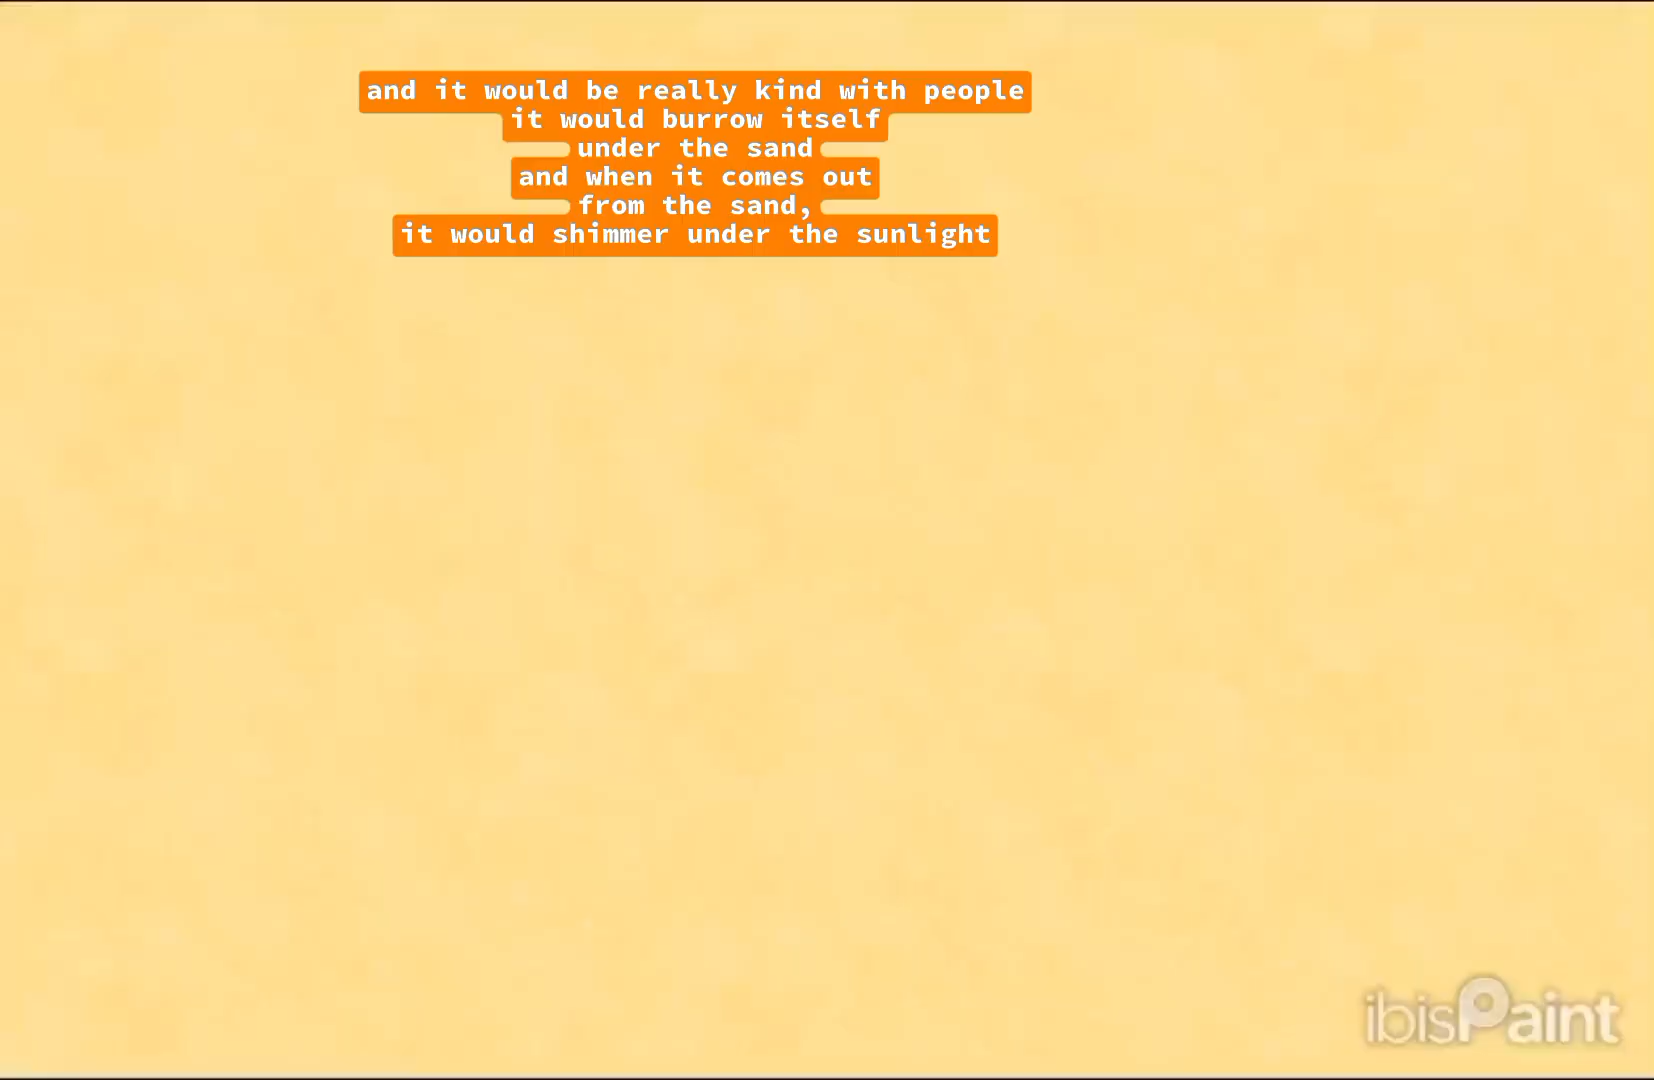 and it would be really kind with people
it would burrow itself
under the sand
and when it comes out
from the sand,
it would shimmer under the sunlight
ibisPaint